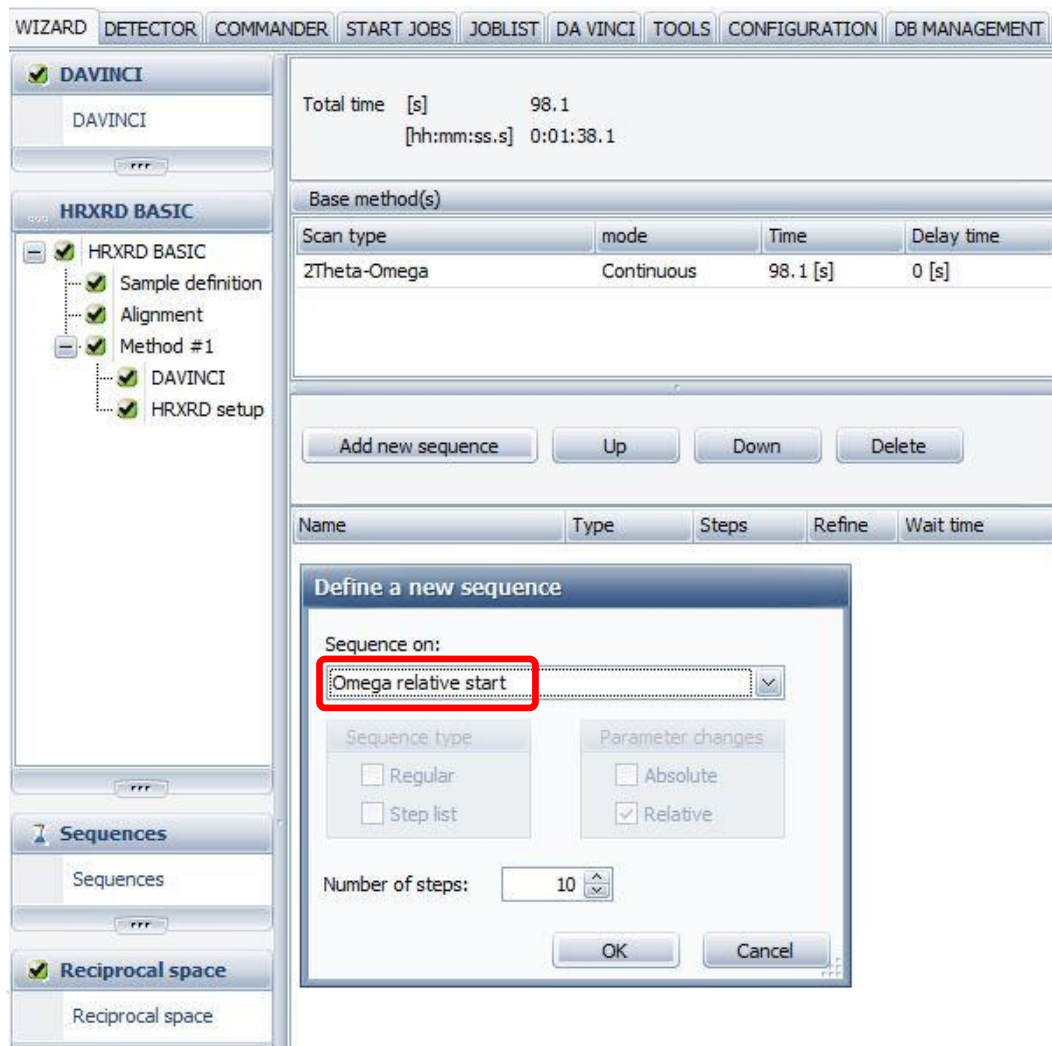 WIZARD DETECTOR COMMANDER START JOBS JOBLIST DA VINCI TOOLS CONFIGURATION DB MANAGEMENT
DAVINCI
DAVINCI
HRXRD BASIC
HRXRD BASIC
Sample definition
Alignment
Method #1
DAVINCI
HRXRD setup
Sequences
Sequences
Reciprocal space
Reciprocal space
Total time [s] 98.1
[hh:mm:ss.s] 0:01:38.1
Base method(s)
Scan type mode Time Delay time
2Theta-Omega Continuous 98.1 [s] 0 [s]
Add new sequence Up Down Delete
Name Type Steps Refine Wait time
Define a new sequence
Sequence on:
Omega relative start
Sequence type Parameter changes
Regular Absolute
Step list Relative
Number of steps: 10
OK Cancel